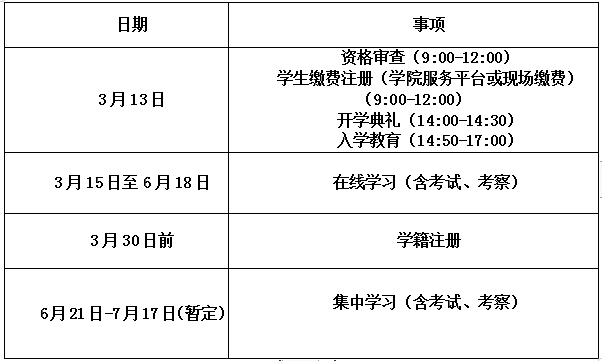 日期
事项
3月13日
资格审查（9:00-12:00）
学生缴费注册（学院服务平台或现场缴费）
（9:00-12:00）
开学典礼（14:00-14:30）
入学教育（14:50-17:00）
3月15日至6月18日
在线学习（含考试、考察）
3月30日前
学籍注册
6月21日-7月17日(暂定)
集中学习（含考试、考察）